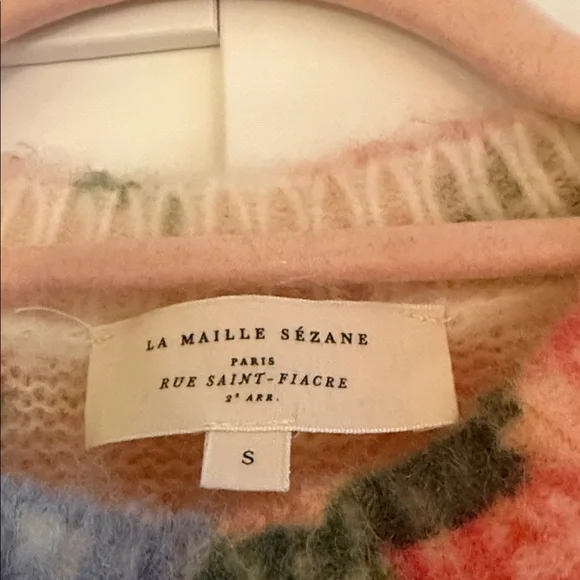 LA MAILLE SÉZANE
PARIS
RUE SAINT-FIACRE
2ᵉ ARR.
S